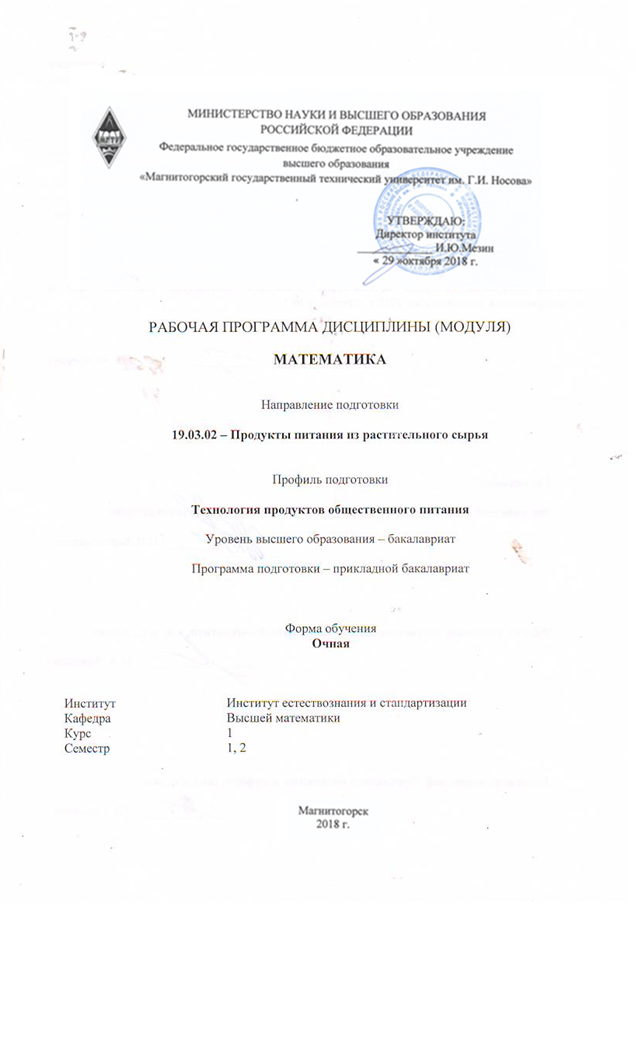 МИНИСТЕРСТВО НАУКИ И ВЫСШЕГО ОБРАЗОВАНИЯ
РОССИЙСКОЙ ФЕДЕРАЦИИ
Федеральное государственное бюджетное образовательное учреждение
высшего образования
«Магнитогорский государственный технический университет им. Г.И. Носова»
УТВЕРЖДАЮ:
Директор института
И.Ю.Мезин
« 29 »октября 2018 г.
РАБОЧАЯ ПРОГРАММА ДИСЦИПЛИНЫ (МОДУЛЯ)
МАТЕМАТИКА
Направление подготовки
19.03.02 – Продукты питания из растительного сырья
Профиль подготовки
Технология продуктов общественного питания
Уровень высшего образования – бакалавриат
Программа подготовки – прикладной бакалавриат
Форма обучения
Очная
Институт Институт естествознания и стандартизации
Кафедра Высшей математики
Курс 1
Семестр 1, 2
Магнитогорск
2018 г.